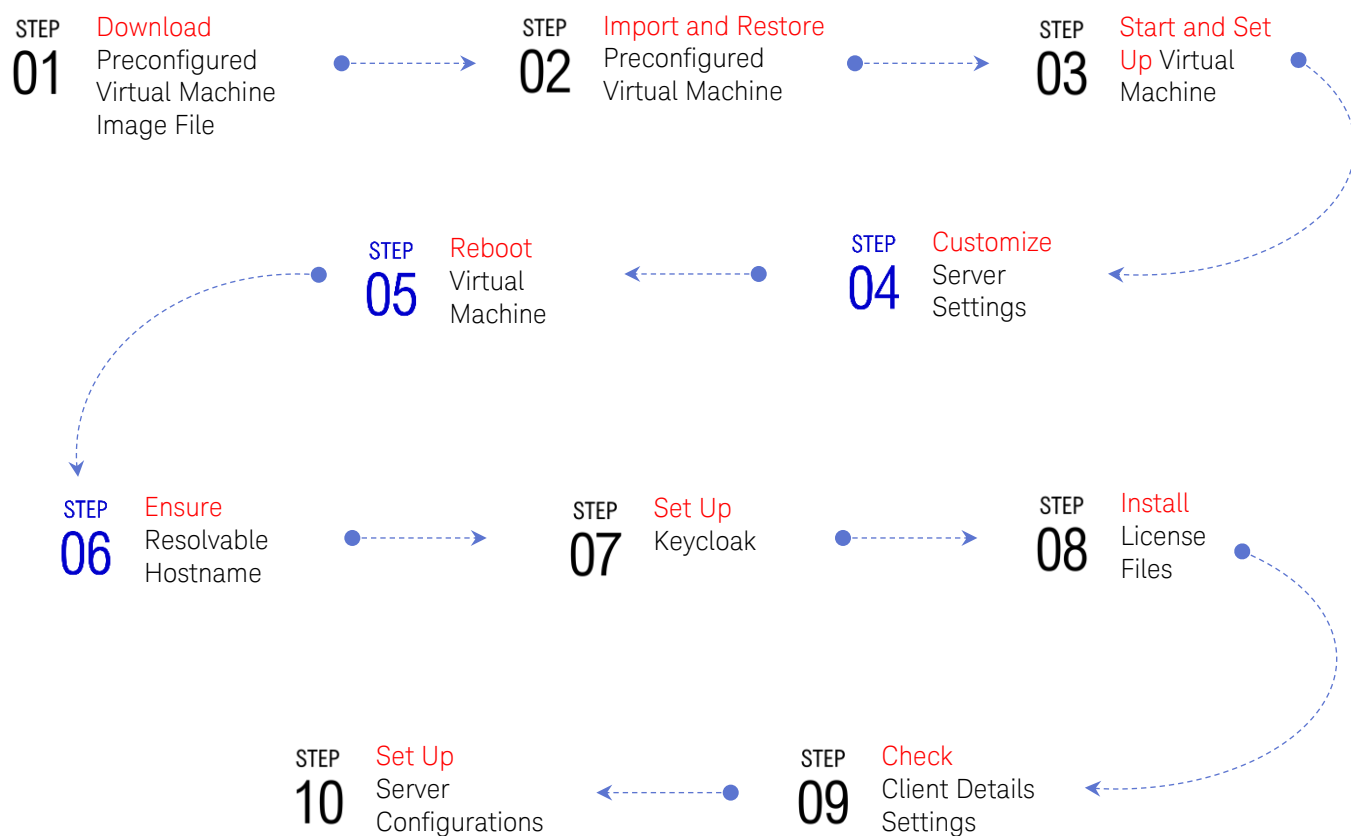 STEP
01
Download
Preconfigured
Virtual Machine
Image File
STEP
02
Import and Restore
Preconfigured
Virtual Machine
STEP
03
Start and Set
Up Virtual
Machine
STEP
04
Customize
Server
Settings
STEP
05
Reboot
Virtual
Machine
STEP
06
Ensure
Resolvable
Hostname
STEP
07
Set Up
Keycloak
STEP
08
Install
License
Files
STEP
09
Check
Client Details
Settings
STEP
10
Set Up
Server
Configurations